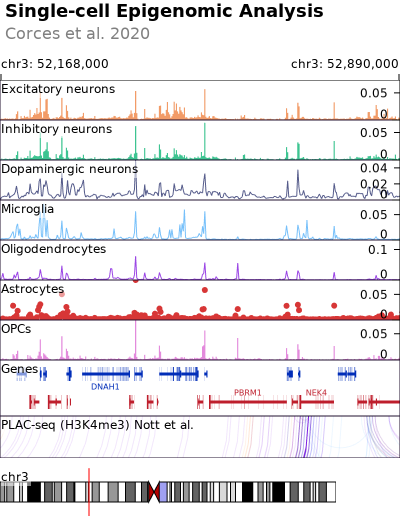 Single-cell Epigenomic Analysis
Corces et al. 2020
chr3: 52,168,000 chr3: 52,890,000
Excitatory neurons 0.05
0
Inhibitory neurons 0.05
0
Dopaminergic neurons 0.04
0.02
0
Microglia 0.05
0
Oligodendrocytes 0.1
0
Astrocytes 0.05
0
OPCs 0.05
0
Genes
DNAH1
PBRM1 NEK4
PLAC-seq (H3K4me3) Nott et al.
chr3